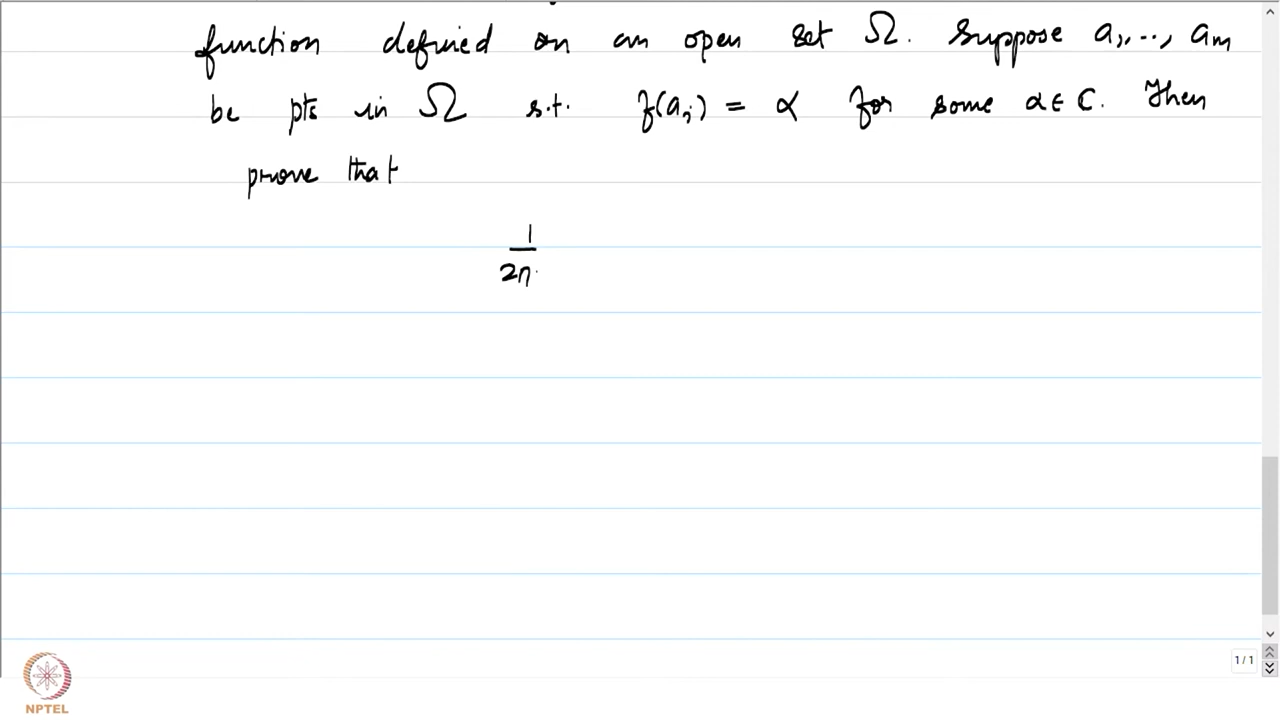 function defined on an open set Ω. Suppose a₁,..., aₘ
be pts in Ω s.t. f(aⱼ) = α for some α ∈ C. Then
prove that
1
2π
1 / 1
NPTEL